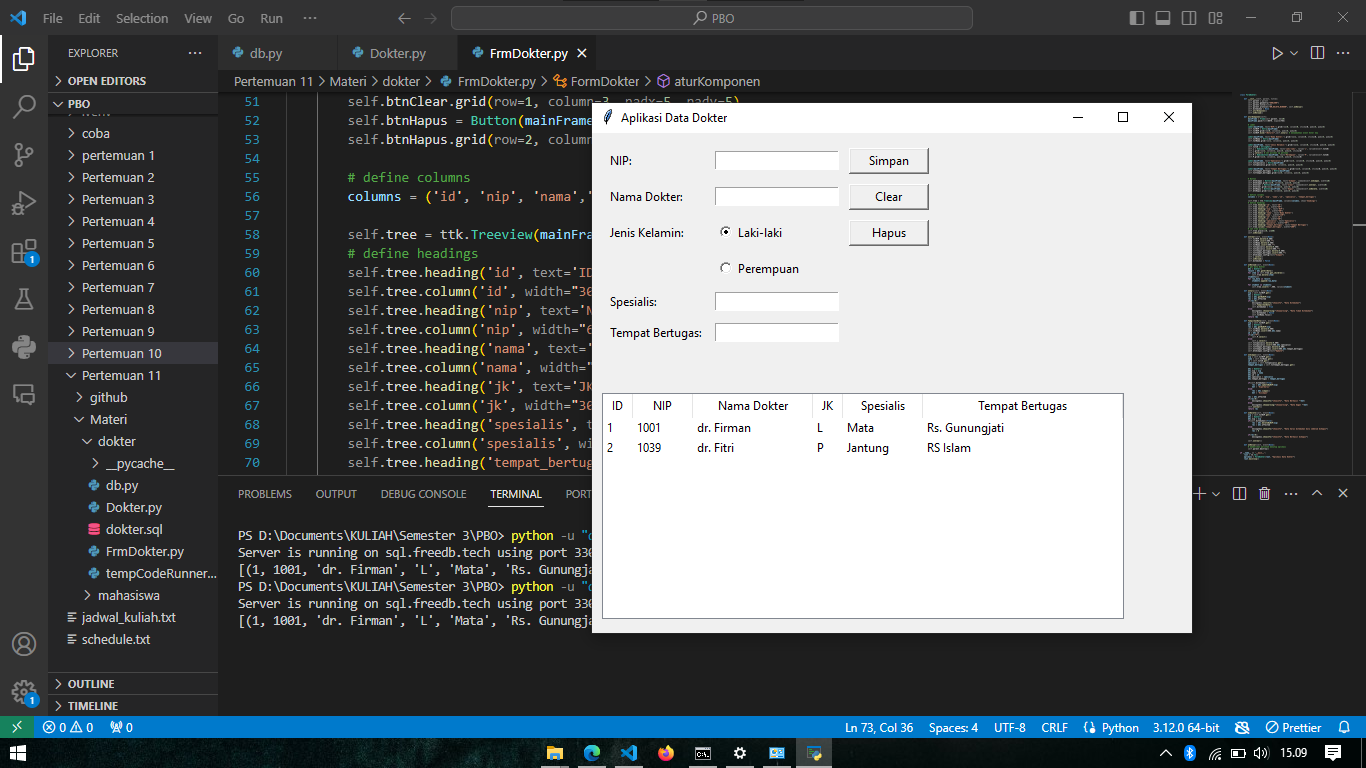 File Edit Selection View Go Run ···
PBO
EXPLORER
OPEN EDITORS
PBO
coba
pertemuan 1
Pertemuan 2
Pertemuan 3
Pertemuan 4
Pertemuan 5
Pertemuan 6
Pertemuan 7
Pertemuan 8
Pertemuan 9
Pertemuan 10
Pertemuan 11
github
Materi
dokter
__pycache__
db.py
Dokter.py
dokter.sql
FrmDokter.py
tempCodeRunner...
mahasiswa
jadwal_kuliah.txt
schedule.txt
OUTLINE
TIMELINE
1
1
db.py Dokter.py FrmDokter.py
Pertemuan 11 > Materi > dokter > FrmDokter.py > FormDokter > aturKomponen
51 self.btnClear.grid(row=1, column=3, padx=5, pady=5)
52 self.btnHapus = Button(mainFrame
53 self.btnHapus.grid(row=2, column
54
55 # define columns
56 columns = ('id', 'nip', 'nama','
57
58 self.tree = ttk.Treeview(mainFra
59 # define headings
60 self.tree.heading('id', text='ID
61 self.tree.column('id', width="30
62 self.tree.heading('nip', text='N
63 self.tree.column('nip', width="6
64 self.tree.heading('nama', text='
65 self.tree.column('nama', width="
66 self.tree.heading('jk', text='JK
67 self.tree.column('jk', width="30
68 self.tree.heading('spesialis', t
69 self.tree.column('spesialis', wi
70 self.tree.heading('tempat_bertug
PROBLEMS OUTPUT DEBUG CONSOLE TERMINAL PORT
PS D:\Documents\KULIAH\Semester 3\PBO> python -u "d
Server is running on sql.freedb.tech using port 330
[(1, 1001, 'dr. Firman', 'L', 'Mata', 'Rs. Gunungja
PS D:\Documents\KULIAH\Semester 3\PBO> python -u "d
Server is running on sql.freedb.tech using port 330
[(1, 1001, 'dr. Firman', 'L', 'Mata', 'Rs. Gunungja
Aplikasi Data Dokter
NIP: Simpan
Nama Dokter: Clear
Jenis Kelamin: Laki-laki Hapus
Perempuan
Spesialis:
Tempat Bertugas:
ID NIP Nama Dokter JK Spesialis Tempat Bertugas
1 1001 dr. Firman L Mata Rs. Gunungjati
2 1039 dr. Fitri P Jantung RS Islam
0 0 0 Ln 73, Col 36 Spaces: 4 UTF-8 CRLF Python 3.12.0 64-bit Prettier
15.09